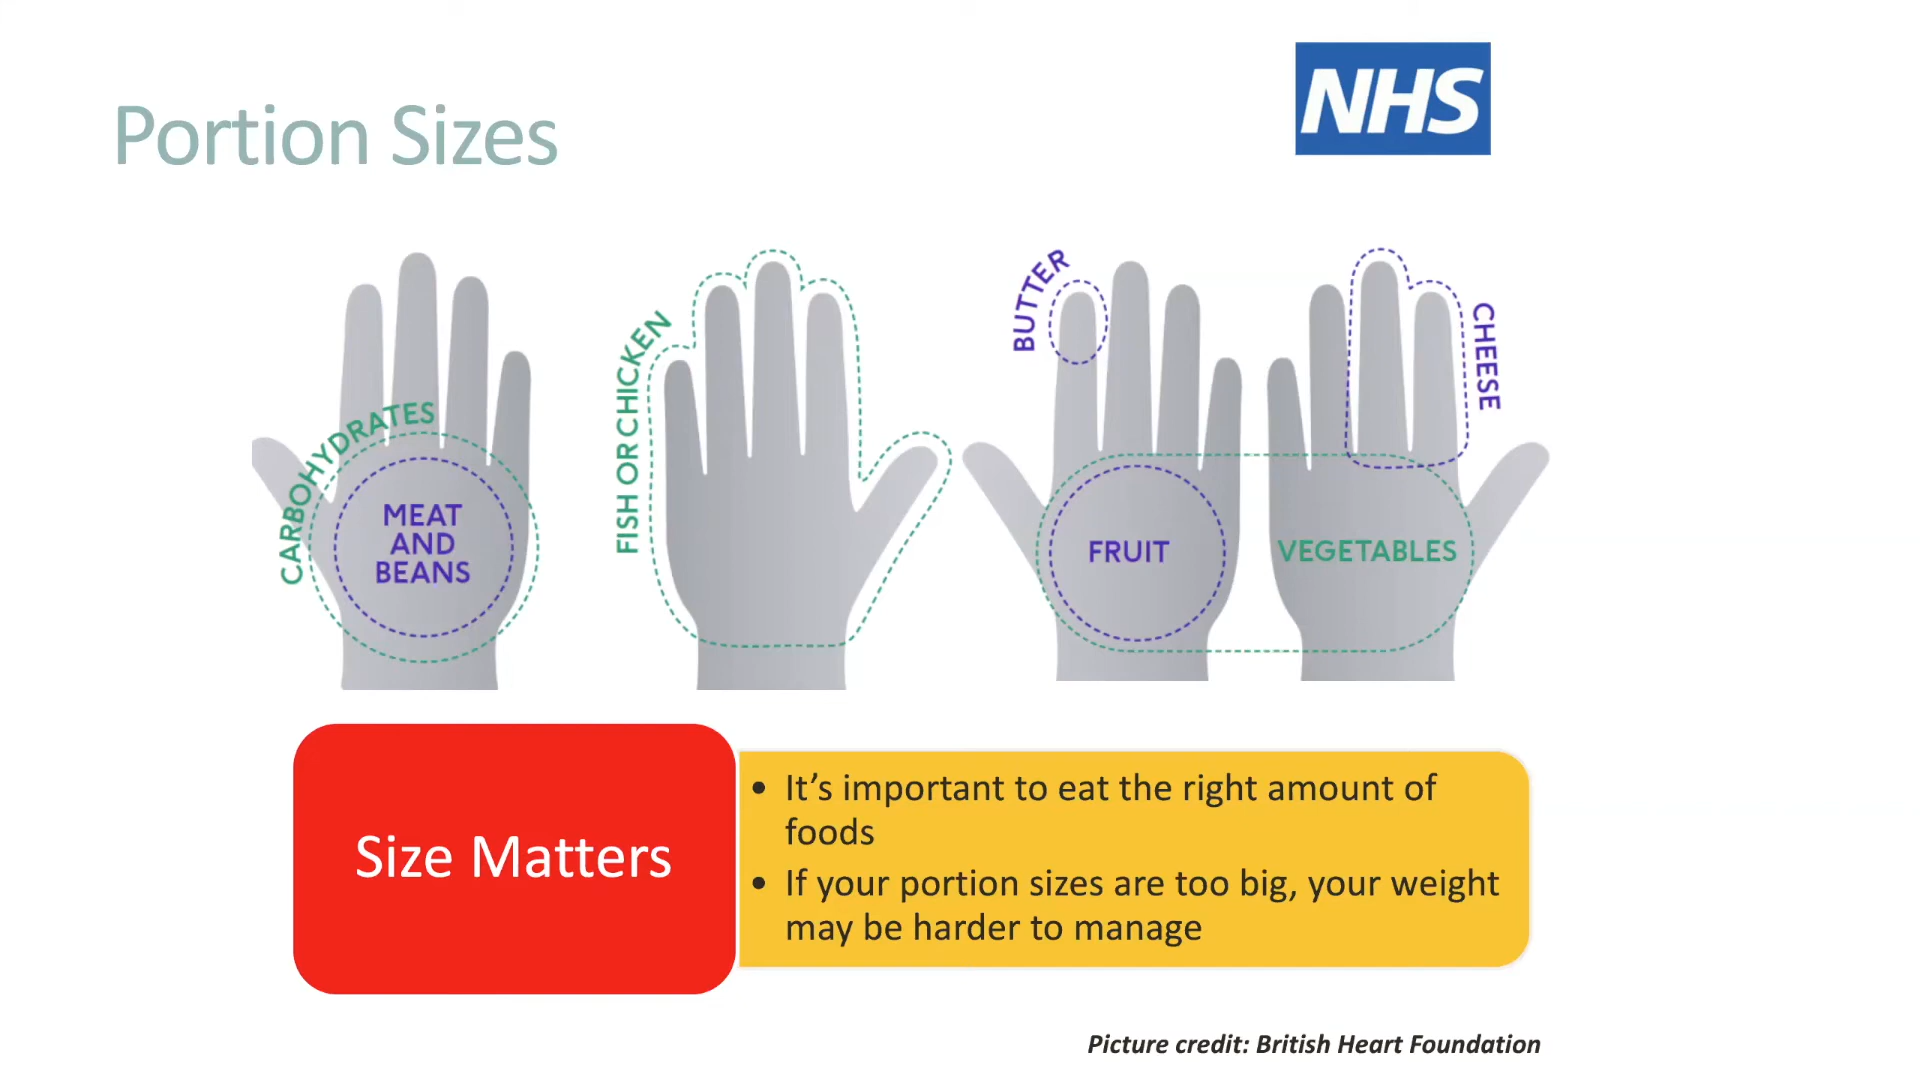 Portion Sizes
NHS
CARBOHYDRATES
MEAT
AND
BEANS
FISH OR CHICKEN
BUTTER
FRUIT
CHEESE
VEGETABLES
Size Matters
• It’s important to eat the right amount of
foods
• If your portion sizes are too big, your weight
may be harder to manage
Picture credit: British Heart Foundation